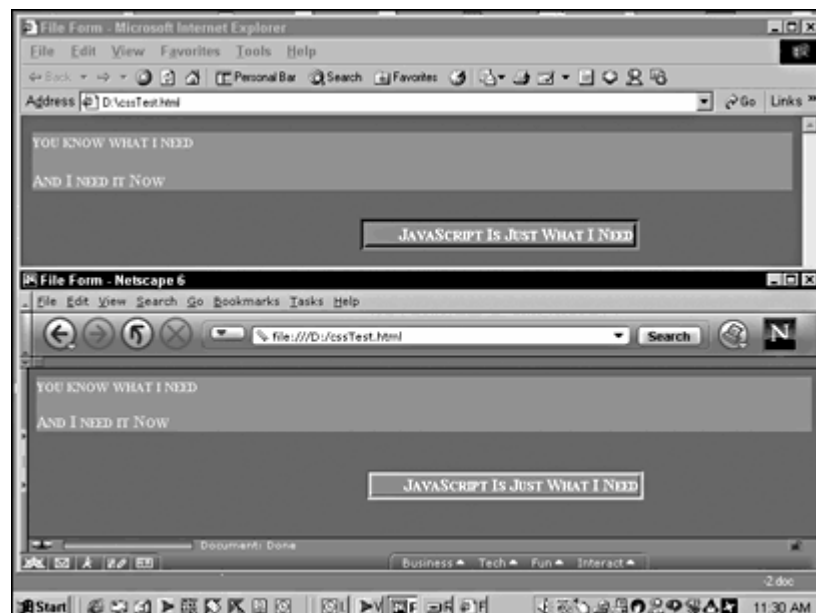 File Form - Microsoft Internet Explorer
File Edit View Favorites Tools Help
Back Personal Bar Search Favorites
Address D:\cssTest.html Go Links »
YOU KNOW WHAT I NEED
AND I NEED IT NOW
JAVASCRIPT IS JUST WHAT I NEED
File Form - Netscape 6
File Edit View Search Go Bookmarks Tasks Help
file:///D:/cssTest.html Search N
YOU KNOW WHAT I NEED
AND I NEED IT NOW
JAVASCRIPT IS JUST WHAT I NEED
Document: Done
Business Tech Fun Interact
-2.doc
Start 11:30 AM